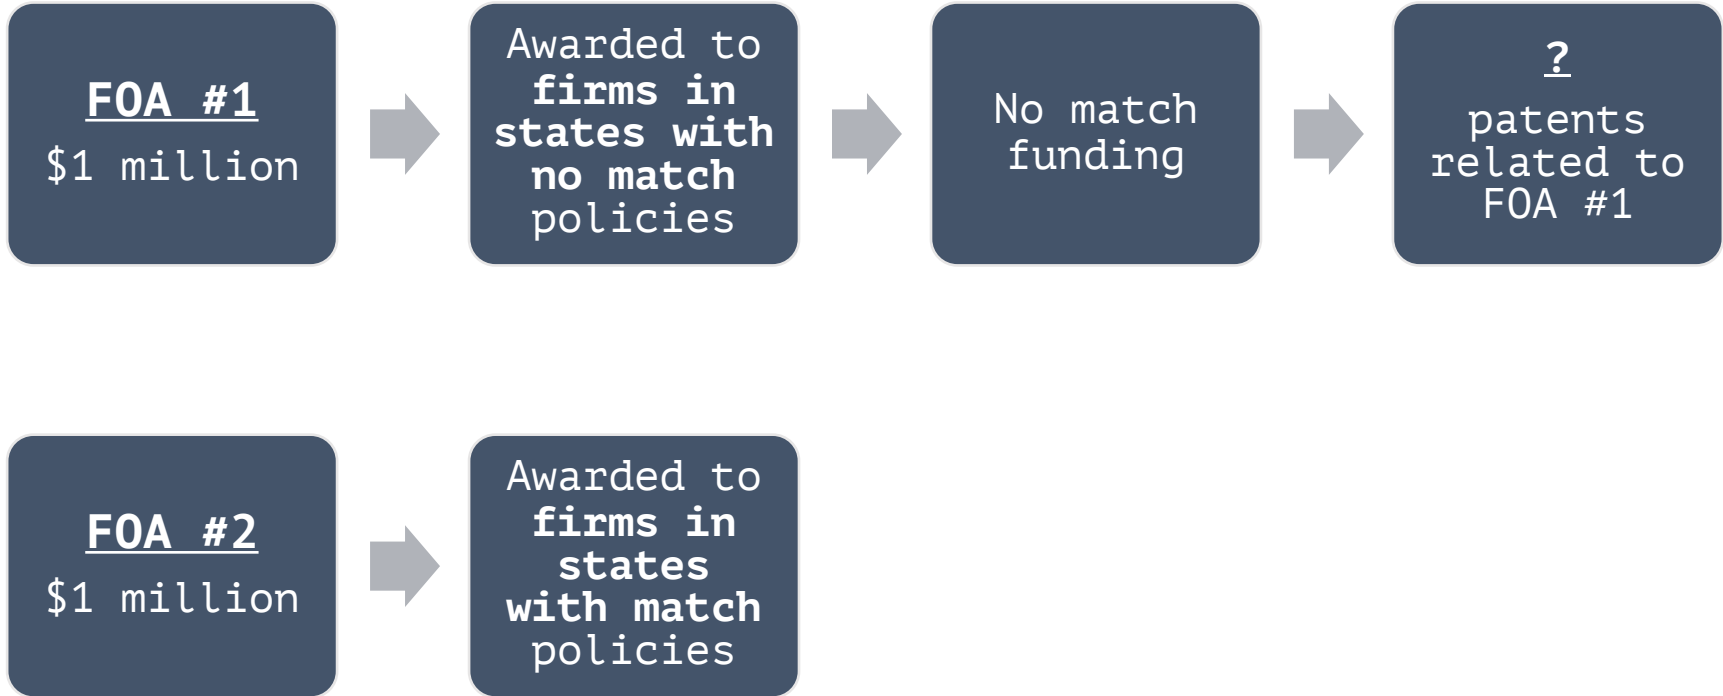 FOA #1
$1 million
Awarded to
firms in
states with
no match
policies
No match
funding
?
patents
related to
FOA #1
FOA #2
$1 million
Awarded to
firms in
states
with match
policies